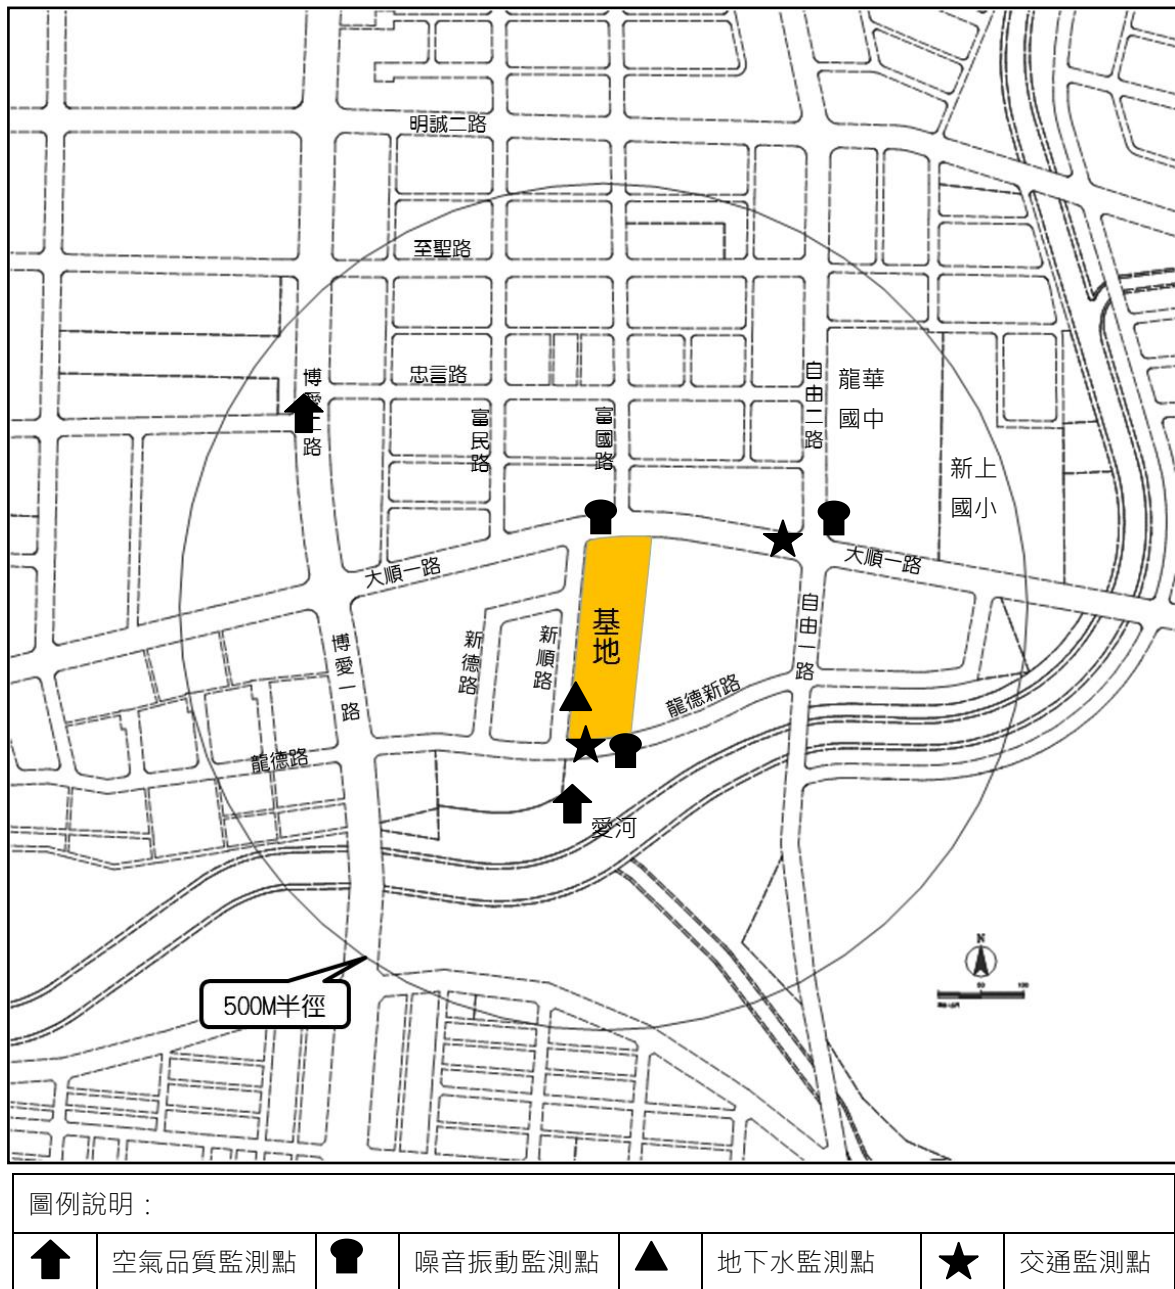 明誠二路
至聖路
忠言路
博愛二路
富民路
富國路
自由二路
龍華
國中
新上
國小
大順一路
大順一路
基地
自由一路
新順路
新德路
博愛一路
龍德新路
龍德路
愛河
N
500M半徑
50
100
圖例說明：
空氣品質監測點
噪音振動監測點
地下水監測點
交通監測點